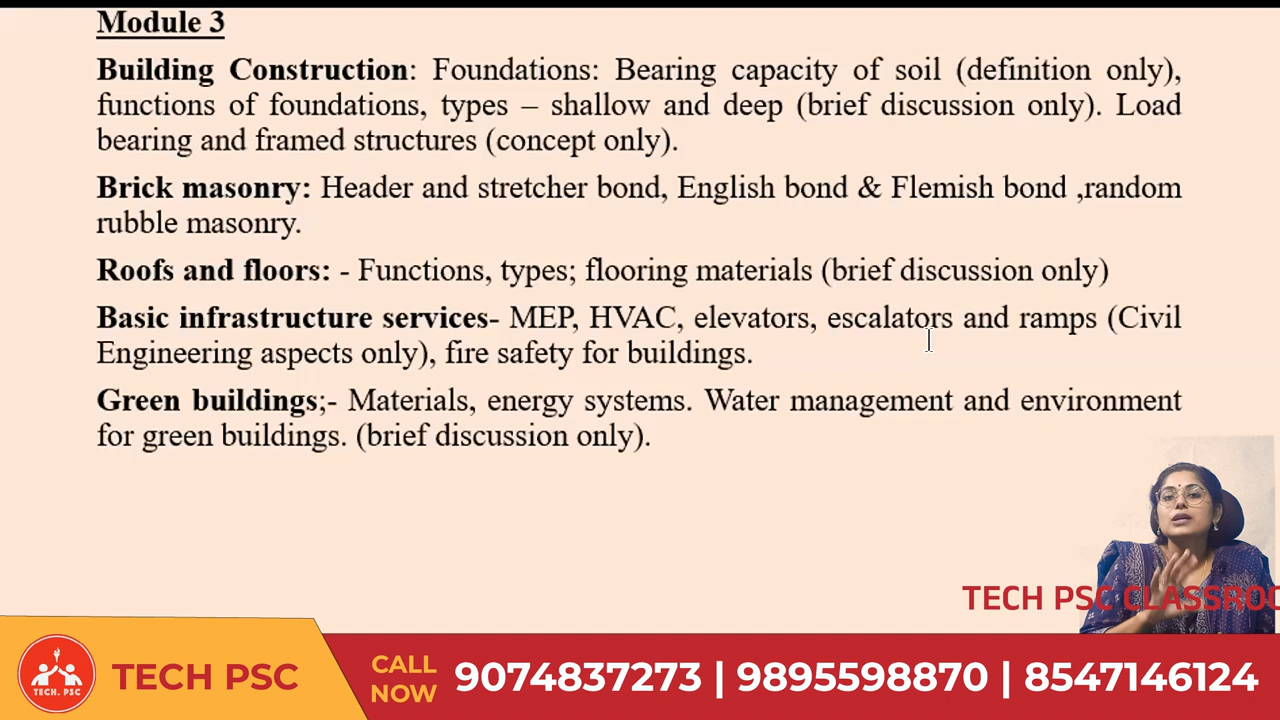 Module 3
Building Construction: Foundations: Bearing capacity of soil (definition only),
functions of foundations, types – shallow and deep (brief discussion only). Load
bearing and framed structures (concept only).
Brick masonry: Header and stretcher bond, English bond & Flemish bond ,random
rubble masonry.
Roofs and floors: - Functions, types; flooring materials (brief discussion only)
Basic infrastructure services- MEP, HVAC, elevators, escalators and ramps (Civil
Engineering aspects only), fire safety for buildings.
Green buildings;- Materials, energy systems. Water management and environment
for green buildings. (brief discussion only).
TECH PSC CLASSROO
TECH. PSC
TECH PSC
CALL NOW
9074837273 | 9895598870 | 8547146124